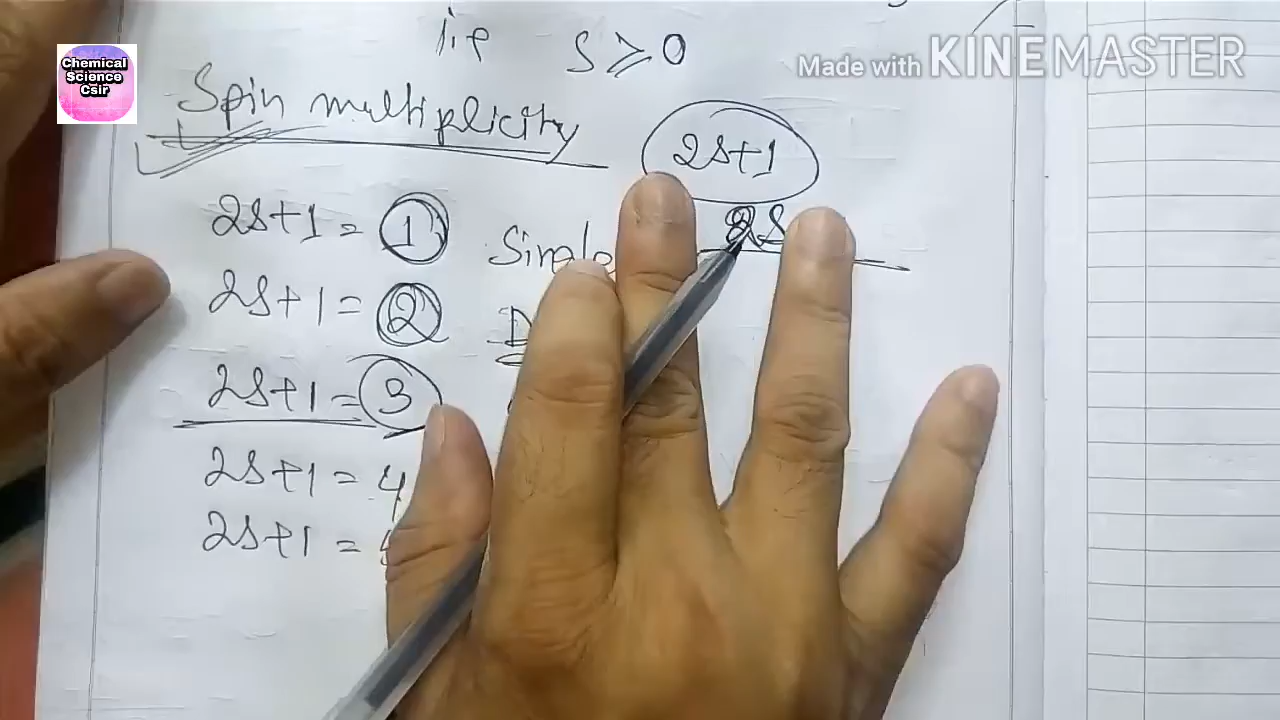 i.e S ≥ 0
Made with KINEMASTER
Chemical
Science
Csir
Spin multiplicity 2S+1
2S+1 = 1
2S+1 = 2
2S+1 = 3
2S+1 = 4
2S+1 =